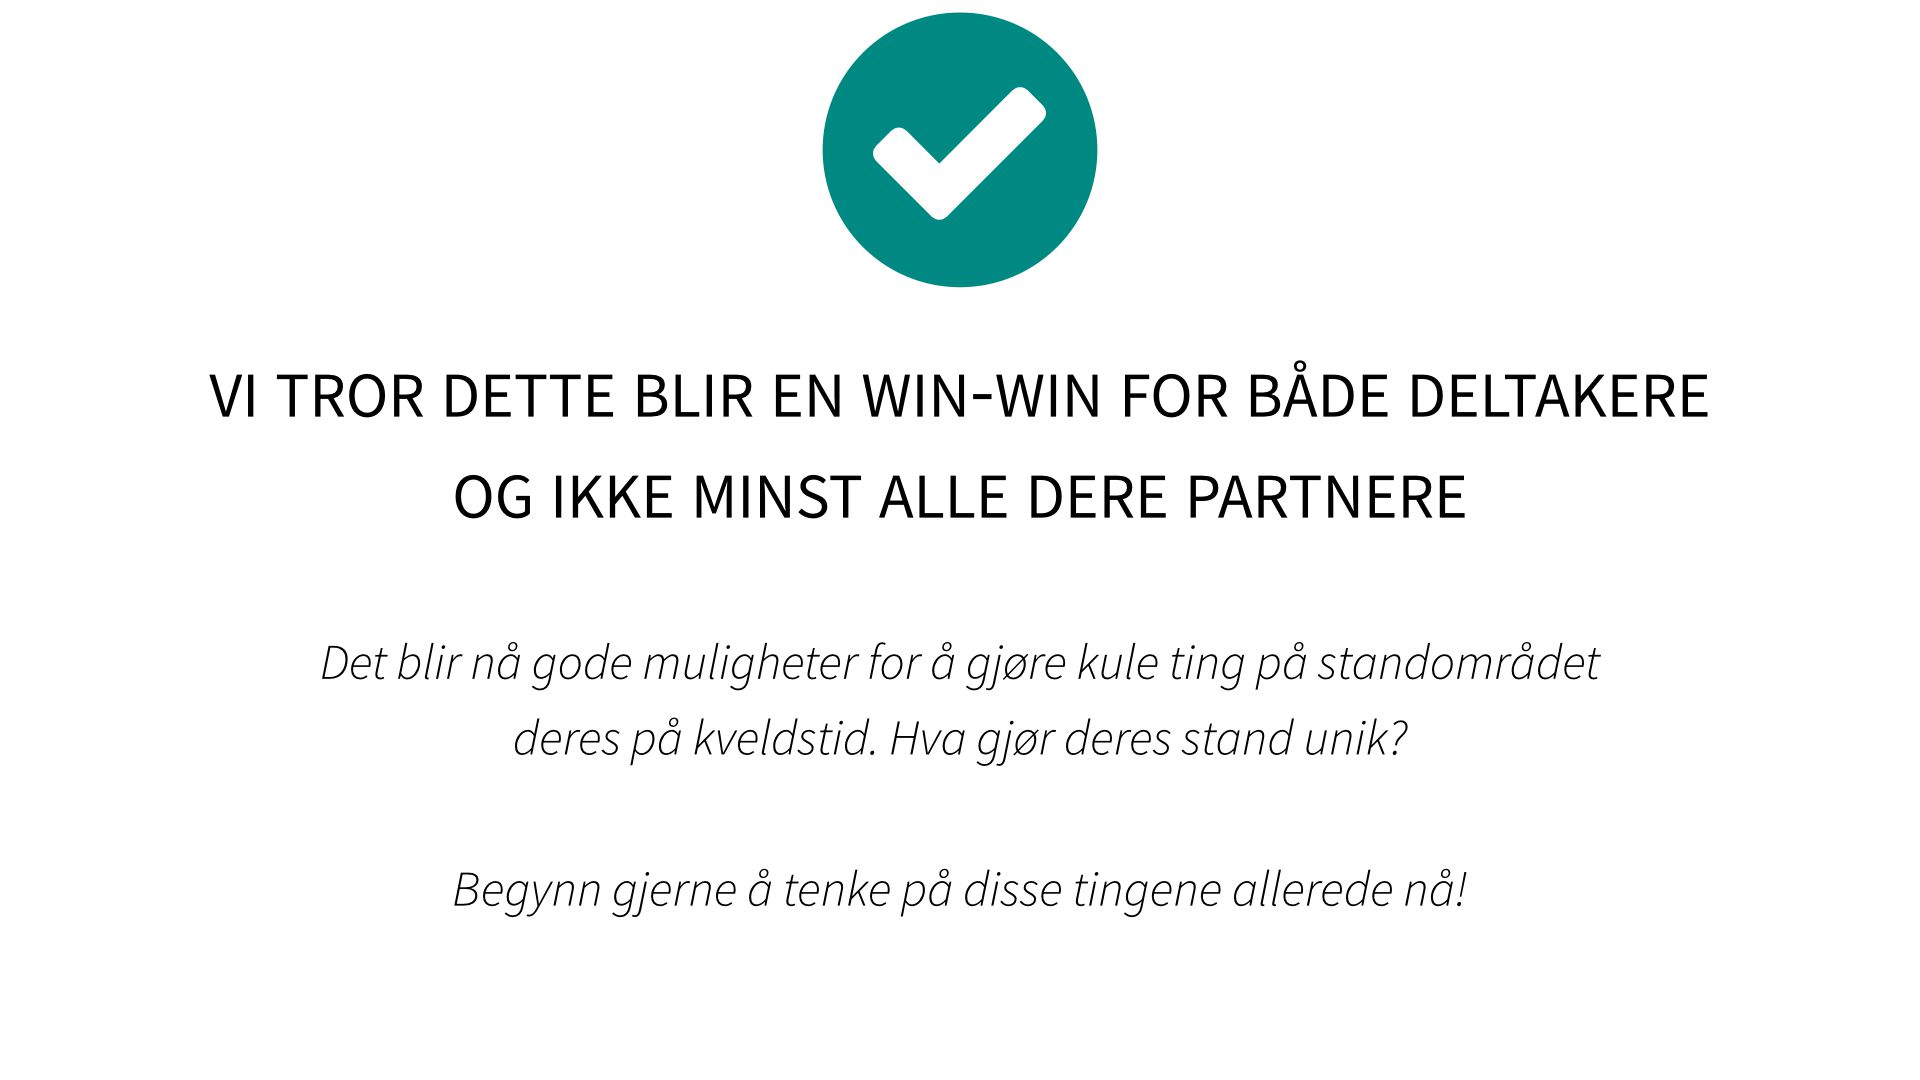 VI TROR DETTE BLIR EN WIN-WIN FOR BÅDE DELTAKERE
OG IKKE MINST ALLE DERE PARTNERE
Det blir nå gode muligheter for å gjøre kule ting på standområdet
deres på kveldstid. Hva gjør deres stand unik?
Begynn gjerne å tenke på disse tingene allerede nå!